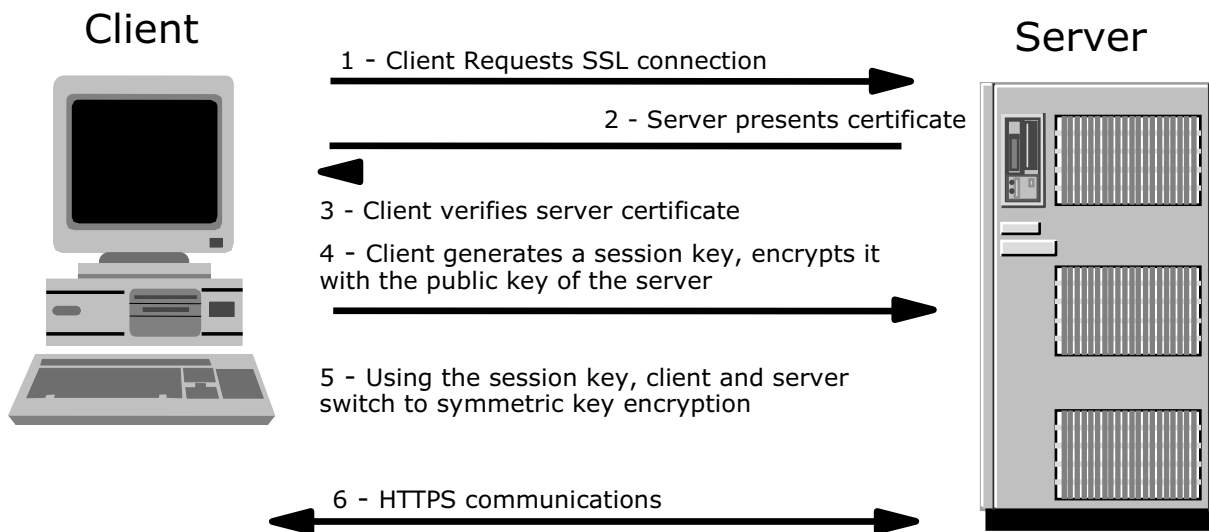 Client
Server
1 - Client Requests SSL connection
2 - Server presents certificate
3 - Client verifies server certificate
4 - Client generates a session key, encrypts it
with the public key of the server
5 - Using the session key, client and server
switch to symmetric key encryption
6 - HTTPS communications